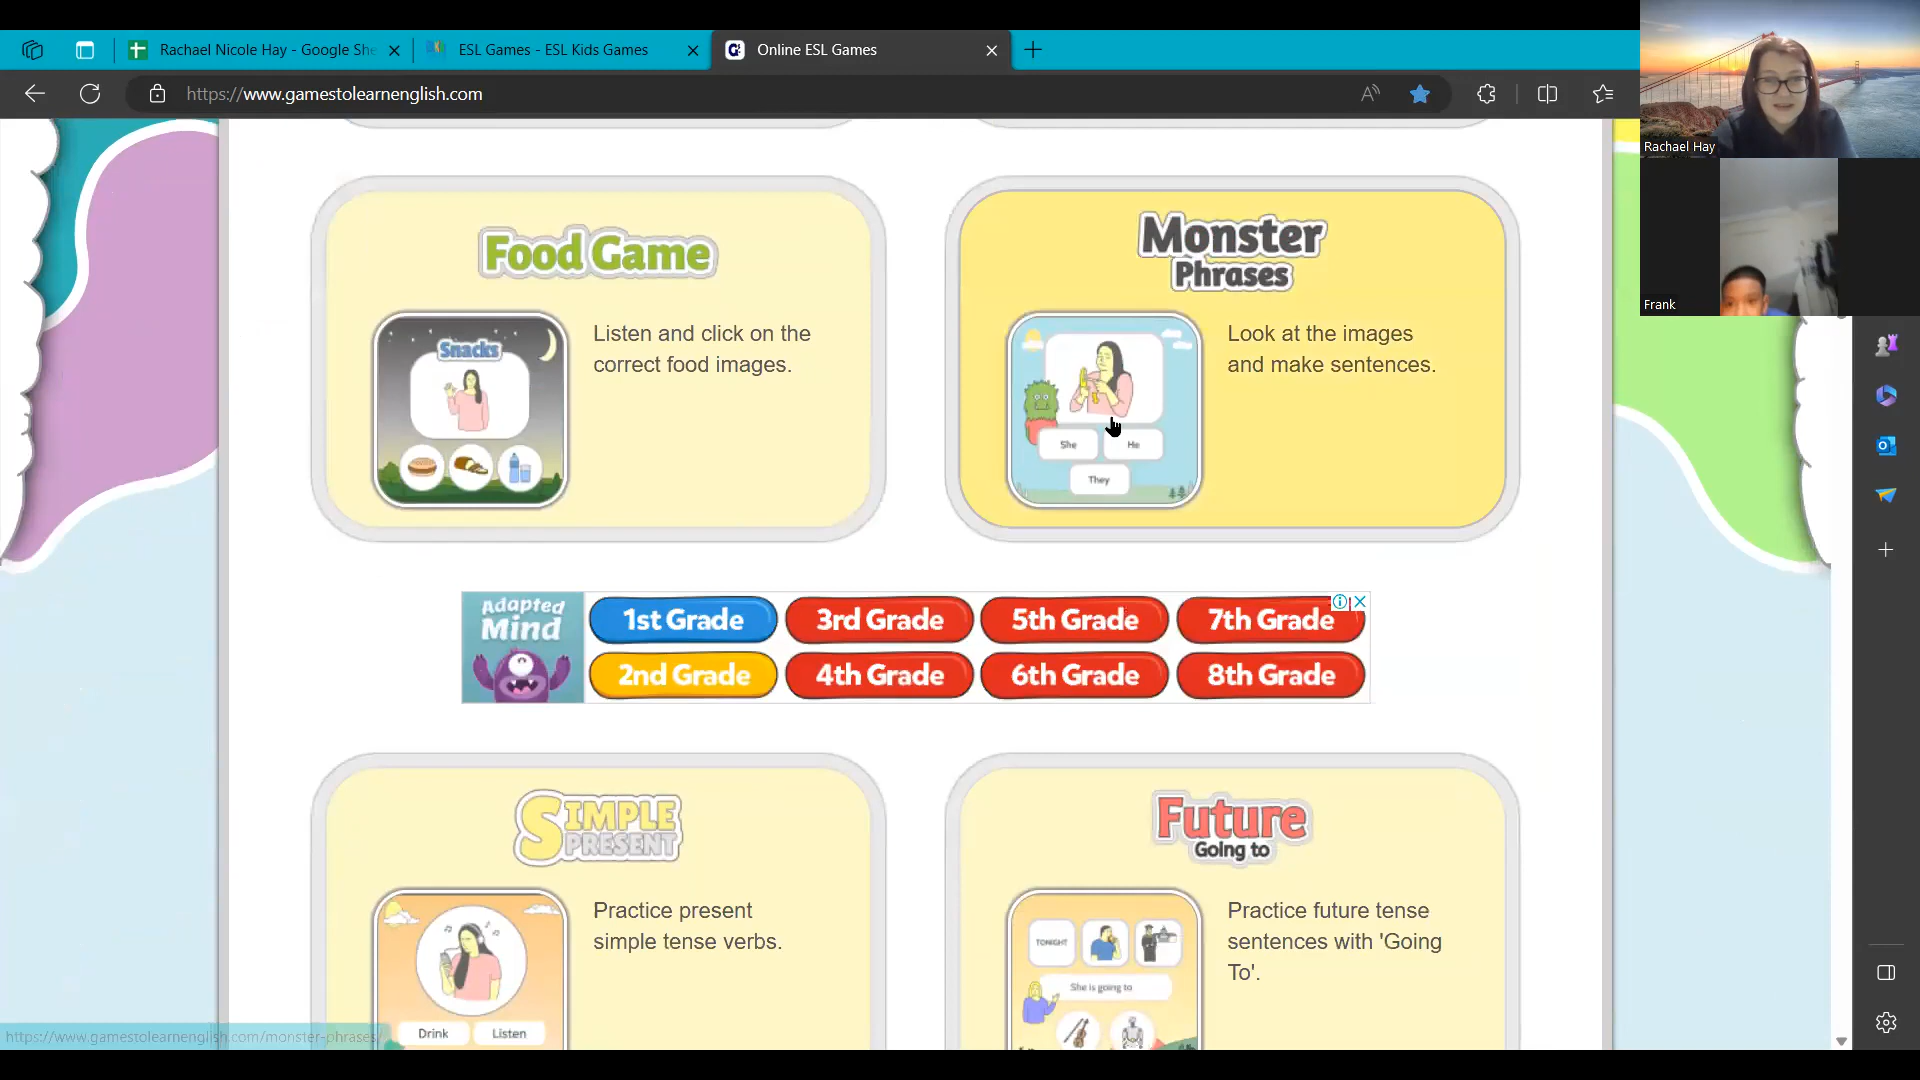 Rachael Nicole Hay - Google She
ESL Games - ESL Kids Games
Online ESL Games
https://www.gamestolearnenglish.com
Rachael Hay
Frank
Food Game
Snacks
Listen and click on the
correct food images.
Monster
Phrases
She
He
They
Look at the images
and make sentences.
Adapted
Mind
1st Grade
3rd Grade
5th Grade
7th Grade
2nd Grade
4th Grade
6th Grade
8th Grade
SIMPLE
PRESENT
Drink
Listen
Practice present
simple tense verbs.
Future
Going to
TONIGHT
She is going to
Practice future tense
sentences with 'Going
To'.
https://www.gamestolearnenglish.com/monster-phrases/